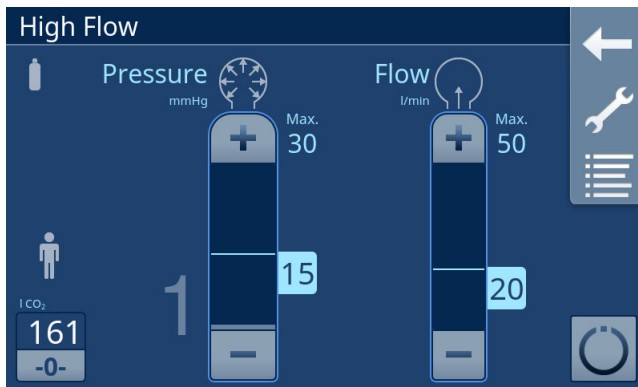 High Flow
Pressure
mmHg
Flow
l/min
+
Max.
30
+
Max.
50
15
20
1
I CO₂
161
-0-
−
−